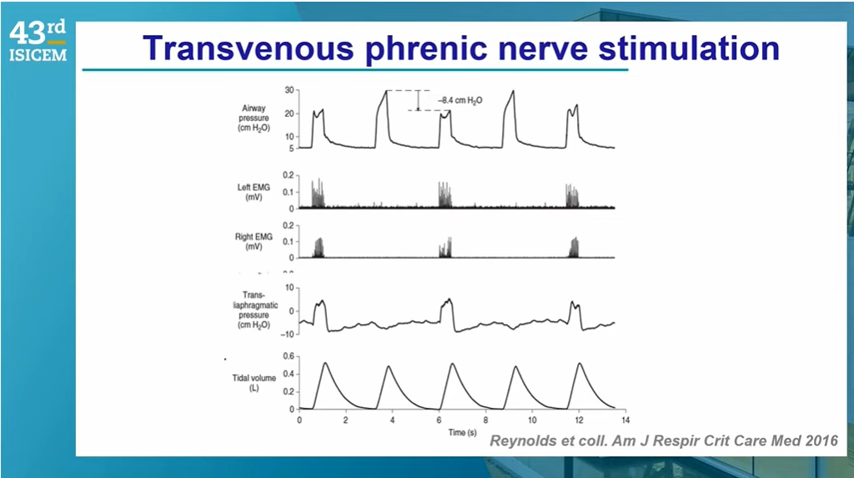 43rd
ISICEM
Transvenous phrenic nerve stimulation
Airway
pressure
(cm H2O)
30
20
10
5
–8.4 cm H2O
Left EMG
(mV)
0.2
0.1
0
Right EMG
(mV)
0.2
0.1
0
Trans-
liaphragmatic
pressure
(cm H2O)
10
0
–10
Tidal volume
(L)
0.6
0.4
0.2
0
0 2 4 6 8 10 12 14
Time (s)
Reynolds et coll. Am J Respir Crit Care Med 2016